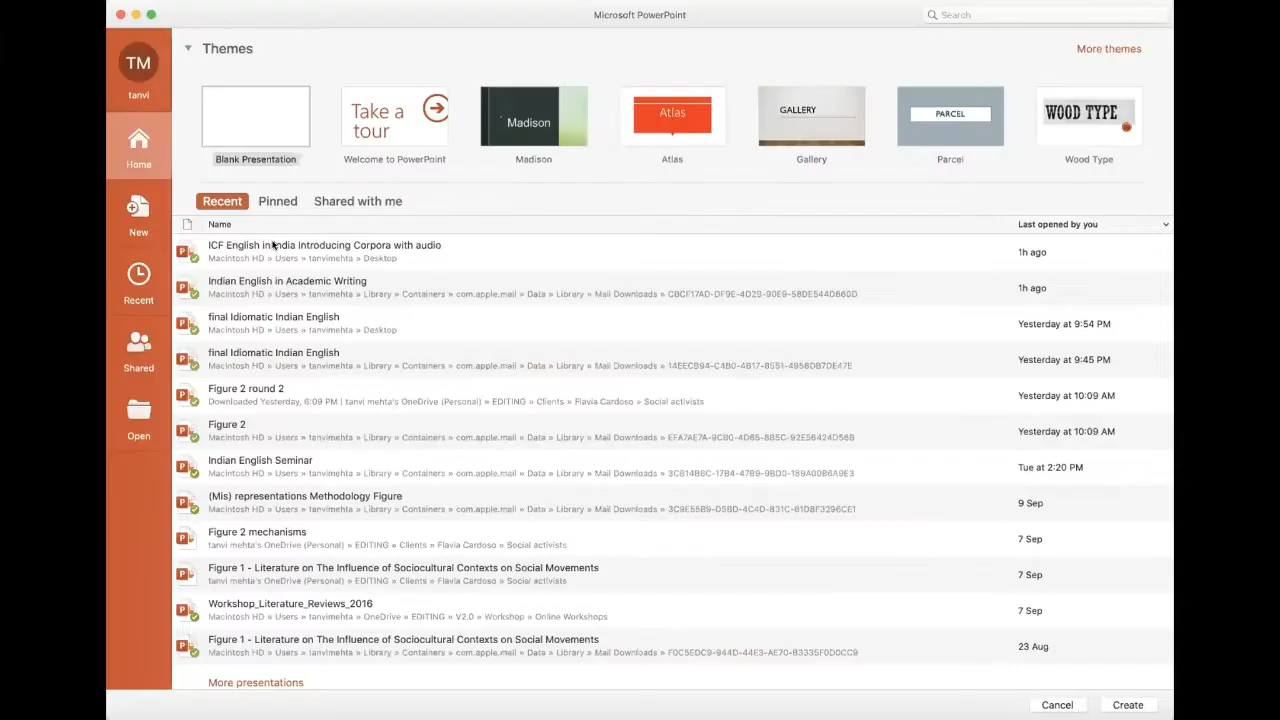 Microsoft PowerPoint
Search
TM
tanvi
Home
New
Recent
Shared
Open
Themes
More themes
Blank Presentation
Take a tour
Welcome to PowerPoint
Madison
Madison
Atlas
Atlas
GALLERY
Gallery
PARCEL
Parcel
WOOD TYPE
Wood Type
Recent Pinned Shared with me
Name Last opened by you
ICF English in India Introducing Corpora with audio
Macintosh HD » Users » tanvimehta » Desktop
1h ago
Indian English in Academic Writing
Macintosh HD » Users » tanvimehta » Library » Containers » com.apple.mail » Data » Library » Mail Downloads »
1h ago
final Idiomatic Indian English
Macintosh HD » Users » tanvimehta » Desktop
Yesterday at 9:54 PM
final Idiomatic Indian English
Macintosh HD » Users » tanvimehta » Library » Containers » com.apple.mail » Data » Library » Mail Downloads »
Yesterday at 9:45 PM
Figure 2 round 2
Downloaded Yesterday, 6:09 PM | tanvi mehta's OneDrive (Personal) » EDITING » Clients » Flavia Cardoso » Social activists
Yesterday at 10:09 AM
Figure 2
Macintosh HD » Users » tanvimehta » Library » Containers » com.apple.mail » Data » Library » Mail Downloads »
Yesterday at 10:09 AM
Indian English Seminar
Macintosh HD » Users » tanvimehta » Library » Containers » com.apple.mail » Data » Library » Mail Downloads »
Tue at 2:20 PM
(Mis) representations Methodology Figure
Macintosh HD » Users » tanvimehta » Library » Containers » com.apple.mail » Data » Library » Mail Downloads »
9 Sep
Figure 2 mechanisms
tanvi mehta's OneDrive (Personal) » EDITING » Clients » Flavia Cardoso » Social activists
7 Sep
Figure 1 - Literature on The Influence of Sociocultural Contexts on Social Movements
tanvi mehta's OneDrive (Personal) » EDITING » Clients » Flavia Cardoso » Social activists
7 Sep
Workshop_Literature_Reviews_2016
Macintosh HD » Users » tanvimehta » OneDrive » EDITING » V2.0 » Workshop » Online Workshops
7 Sep
Figure 1 - Literature on The Influence of Sociocultural Contexts on Social Movements
Macintosh HD » Users » tanvimehta » Library » Containers » com.apple.mail » Data » Library » Mail Downloads »
23 Aug
More presentations
Cancel Create